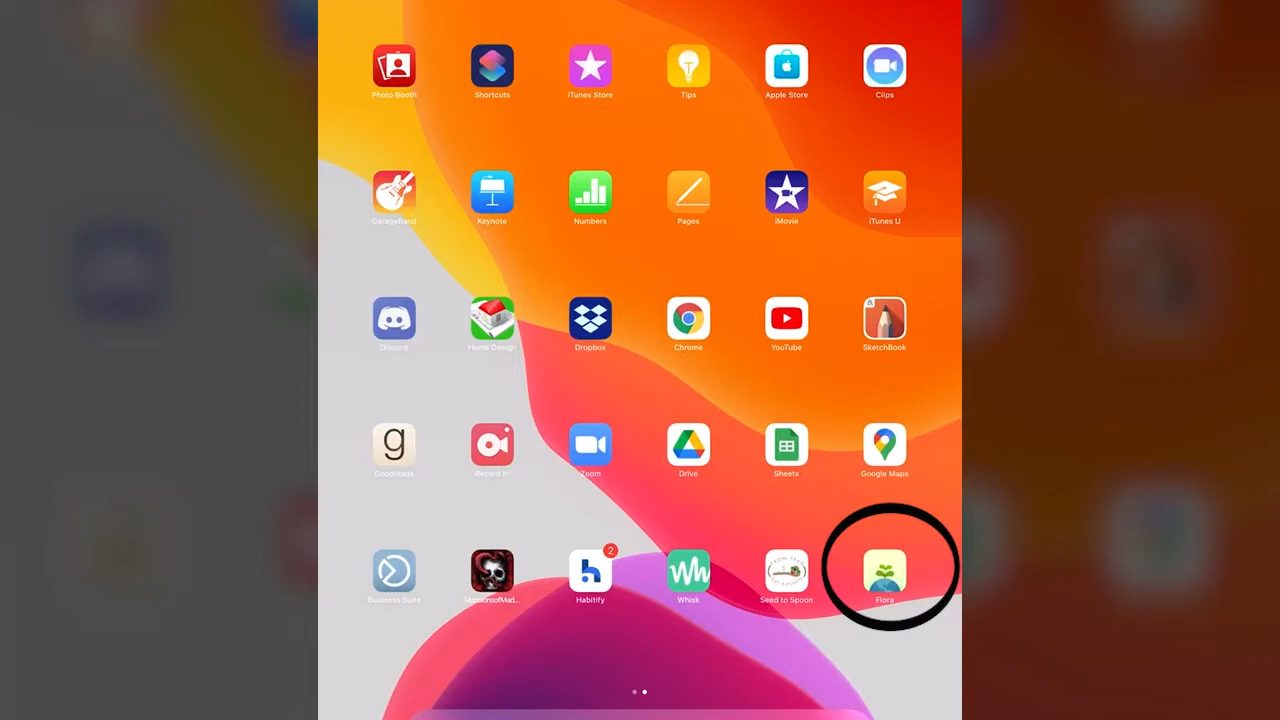 Photo Booth
Shortcuts
iTunes Store
Tips
Apple Store
Clips
GarageBand
Keynote
Numbers
Pages
iMovie
iTunes U
Discord
Home Design
Dropbox
Chrome
YouTube
SketchBook
g
Goodreads
Record It!
Zoom
Drive
Sheets
Google Maps
2
Business Suite
MansionsofMad...
Habitify
Whisk
Seed to Spoon
Flora